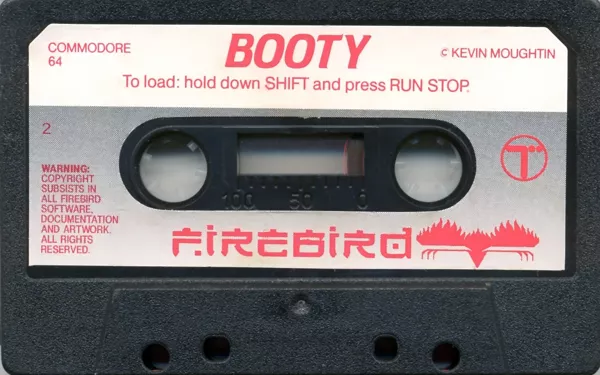 COMMODORE
64
BOOTY
© KEVIN MOUGHTIN
To load: hold down SHIFT and press RUN STOP.
2
WARNING:
COPYRIGHT
SUBSISTS IN
ALL FIREBIRD
SOFTWARE,
DOCUMENTATION
AND ARTWORK.
ALL RIGHTS
RESERVED.
100 50 0
T
FIREBIRD